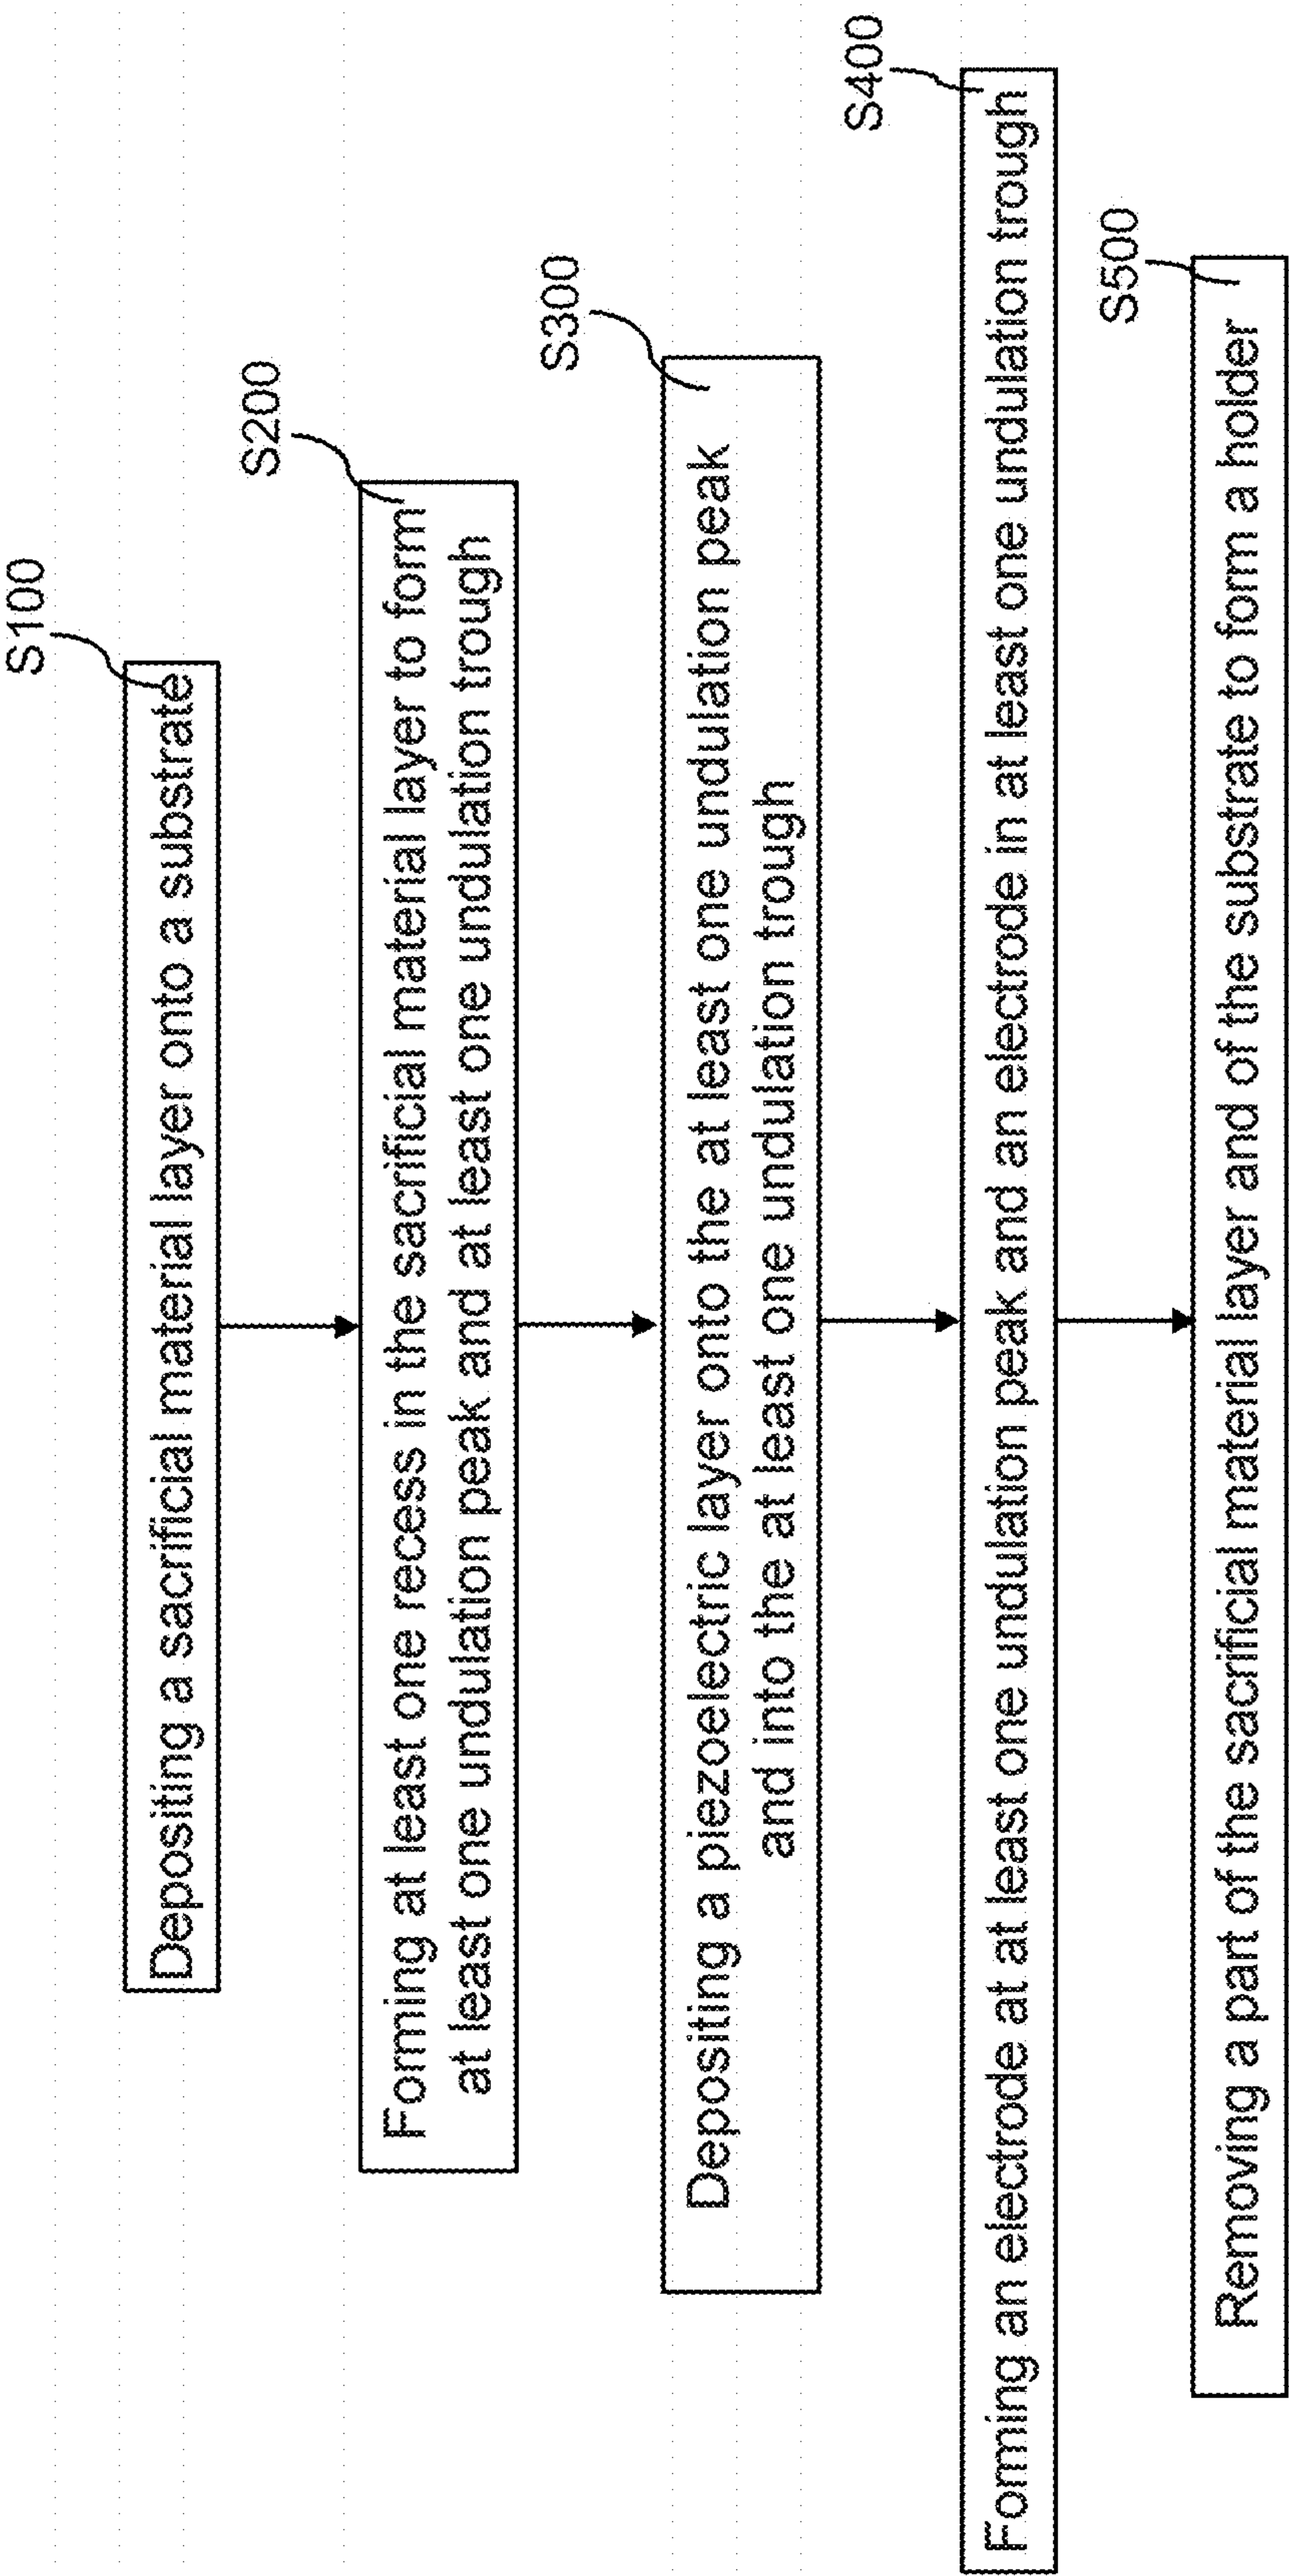 S100
Depositing a sacrificial material layer onto a substrate
S200
Forming at least one recess in the sacrificial material layer to form
at least one undulation peak and at least one undulation trough
S300
Depositing a piezoelectric layer onto the at least one undulation peak
and into the at least one undulation trough
S400
Forming an electrode at at least one undulation peak and an electrode in at least one undulation trough
S500
Removing a part of the sacrificial material layer and of the substrate to form a holder